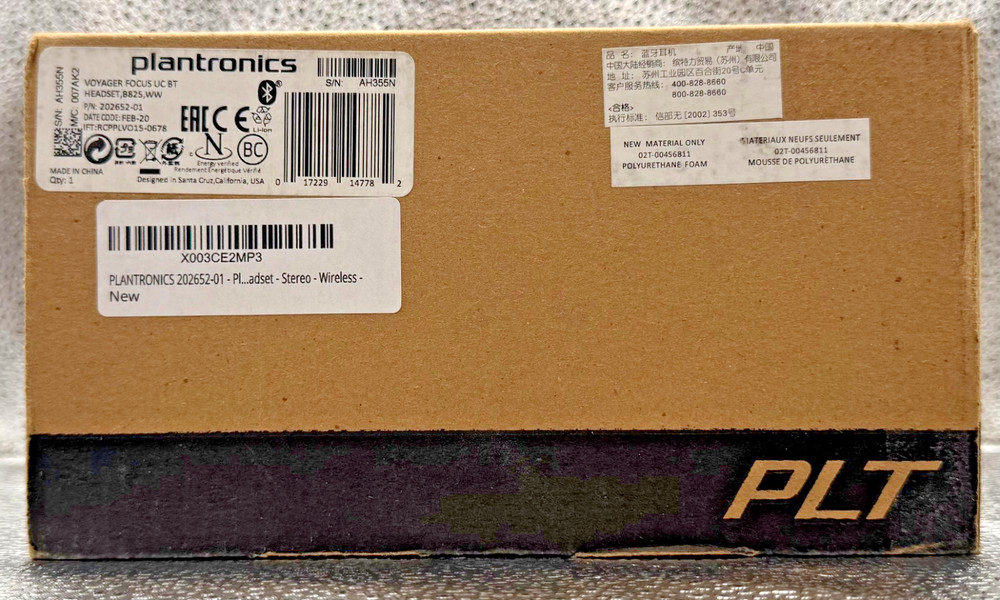 plantronics
S/N: AH355N
VOYAGER FOCUS UC BT
HEADSET,B825,WW
P/N: 202652-01
DATE CODE: FEB-20
IFT:RCPPLVO15-0678
S/N: AH355N
M/C: 007AK2
EAC CE
Li-ion
N
BC
Energy verified
Rendement Énergétique Vérifié
MADE IN CHINA
Qty: 1
Designed in Santa Cruz,California, USA
0 17229 14778 2
X003CE2MP3
PLANTRONICS 202652-01 - Pl...adset - Stereo - Wireless -
New
品 名: 蓝牙耳机 产地: 中国
中国大陆经销商: 缤特力贸易（苏州）有限公司
地 址: 苏州工业园区百合街20号C单元
客户服务热线: 400-828-8660
800-828-8660
<合格>
执行标准: 信部无 [2002] 353号
NEW MATERIAL ONLY
02T-00456811
POLYURETHANE FOAM
MATERIAUX NEUFS SEULEMENT
02T-00456811
MOUSSE DE POLYURETHANE
PLT